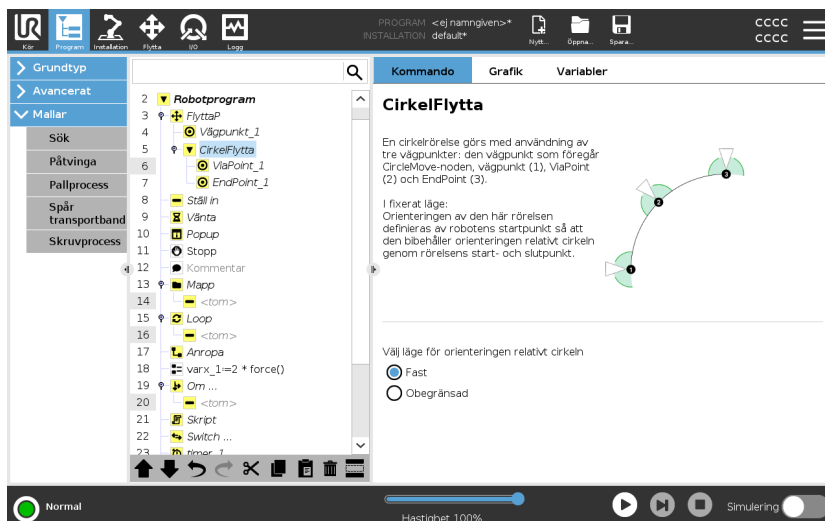 UR
PROGRAM <ej namngiven>*
INSTALLATION default*
cccc
cccc
Kör
Program
Installation
Flytta
I/O
Logg
Nytt...
Öppna...
Spara...
Grundtyp
Avancerat
Mallar
Sök
Påtvinga
Pallprocess
Spår
transportband
Skruvprocess
2 Robotprogram
3 FlyttaP
4 Vägpunkt_1
5 CirkelFlytta
6 ViaPoint_1
7 EndPoint_1
8 Ställ in
9 Vänta
10 Popup
11 Stopp
12 Kommentar
13 Mapp
14 <tom>
15 Loop
16 <tom>
17 Anropa
18 varx_1≔2 * force()
19 Om ...
20 <tom>
21 Skript
22 Switch ...
23 timer_1
Kommando
Grafik
Variabler
CirkelFlytta
En cirkelrörelse görs med användning av
tre vägpunkter: den vägpunkt som föregår
CircleMove-noden, vägpunkt (1), ViaPoint
(2) och EndPoint (3).
I fixerat läge:
Orienteringen av den här rörelsen
definieras av robotens startpunkt så att
den bibehåller orienteringen relativt cirkeln
genom rörelsens start- och slutpunkt.
1
2
3
Välj läge för orienteringen relativt cirkeln
Fast
Obegränsad
Normal
Hastighet 100%
Simulering